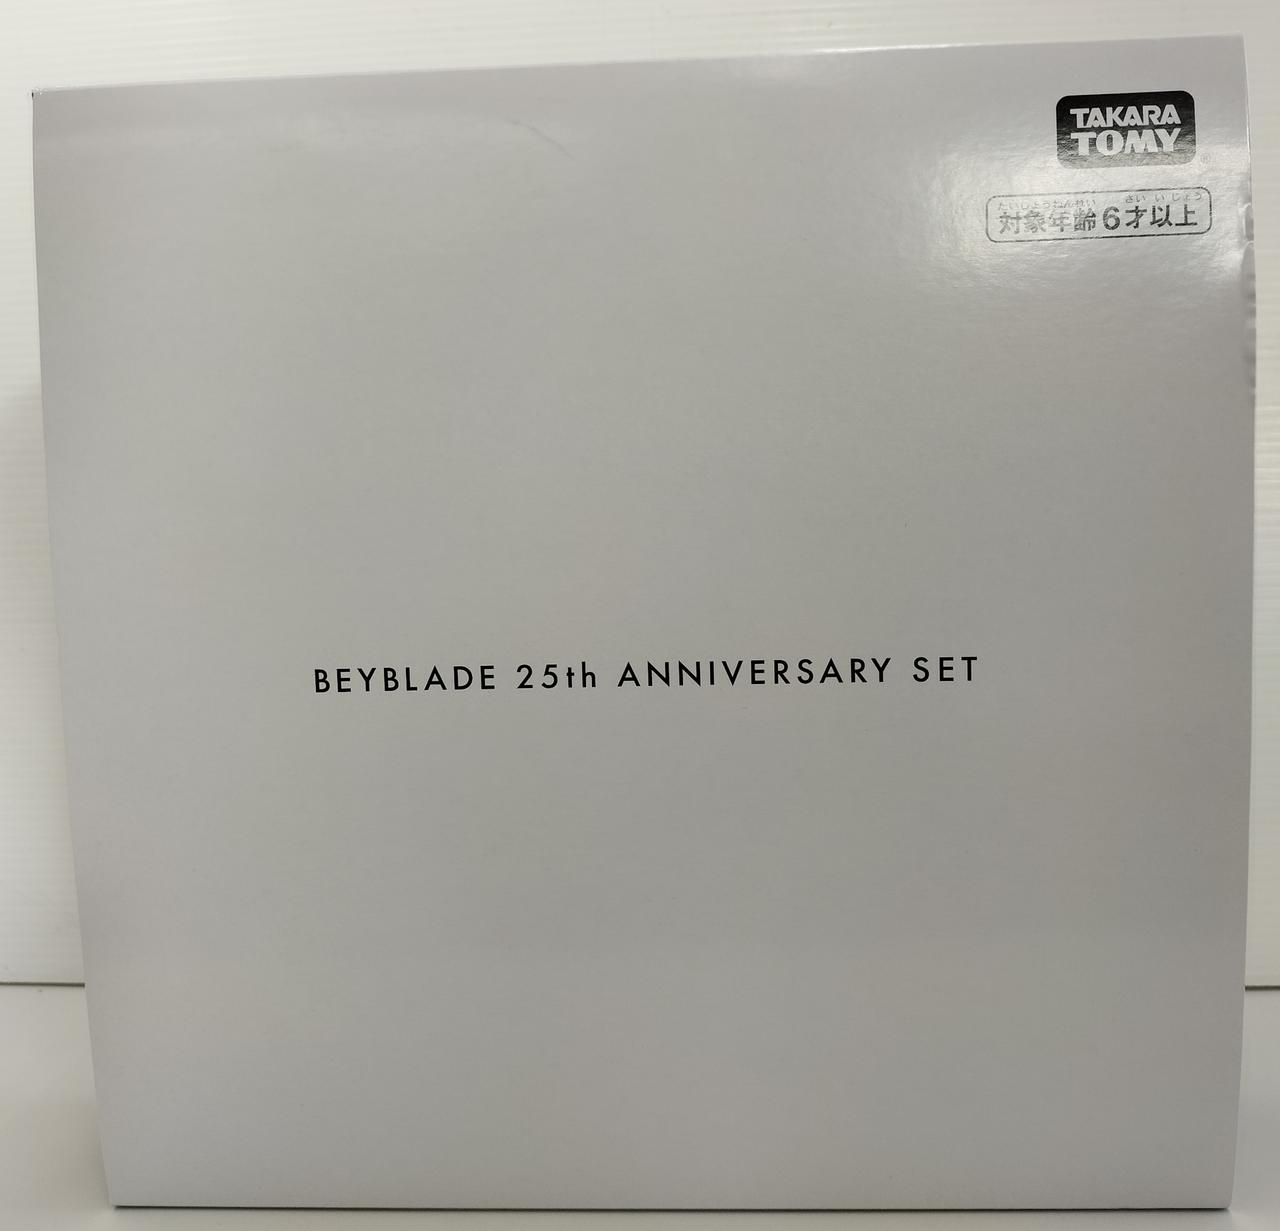 TAKARA
TOMY
®
たいしょうねんれい さい い じょう
対象年齢6才以上
BEYBLADE 25th ANNIVERSARY SET